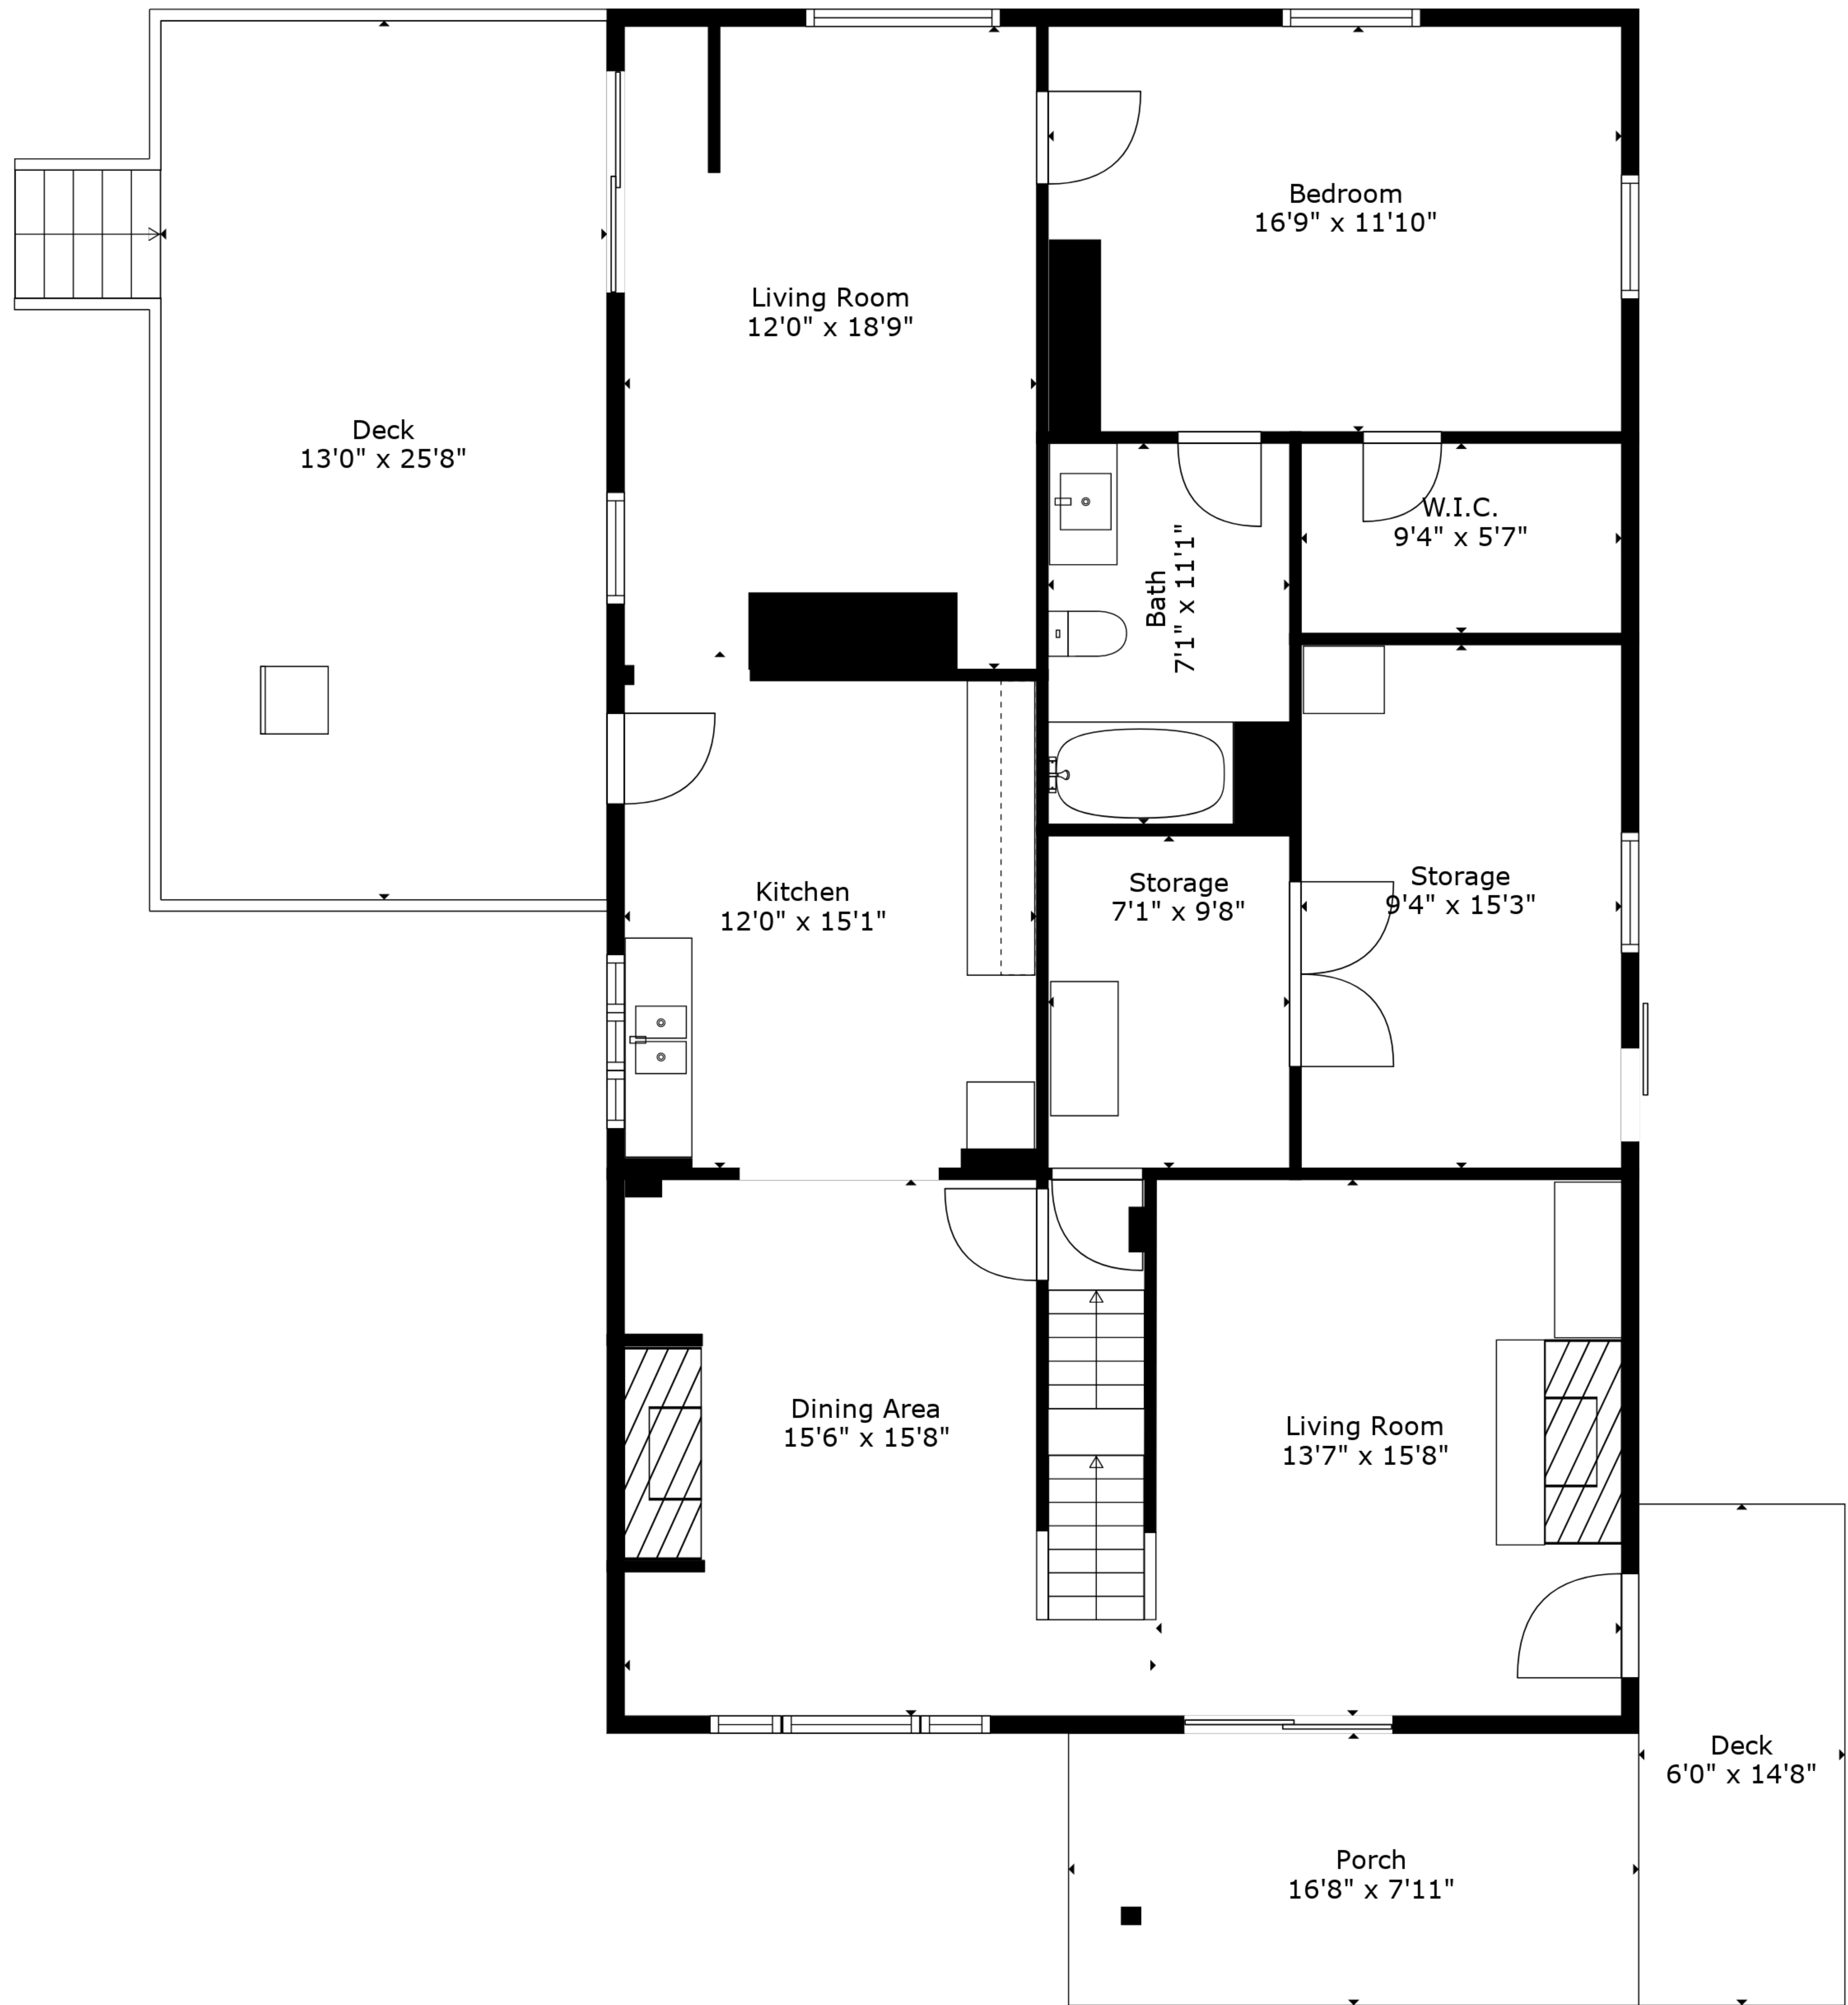 Bedroom
16'9" x 11'10"
Living Room
12'0" x 18'9"
Deck
13'0" x 25'8"
W.I.C.
9'4" x 5'7"
Bath
7'1" x 11'1"
Kitchen
12'0" x 15'1"
Storage
7'1" x 9'8"
Storage
9'4" x 15'3"
Dining Area
15'6" x 15'8"
Living Room
13'7" x 15'8"
Deck
6'0" x 14'8"
Porch
16'8" x 7'11"